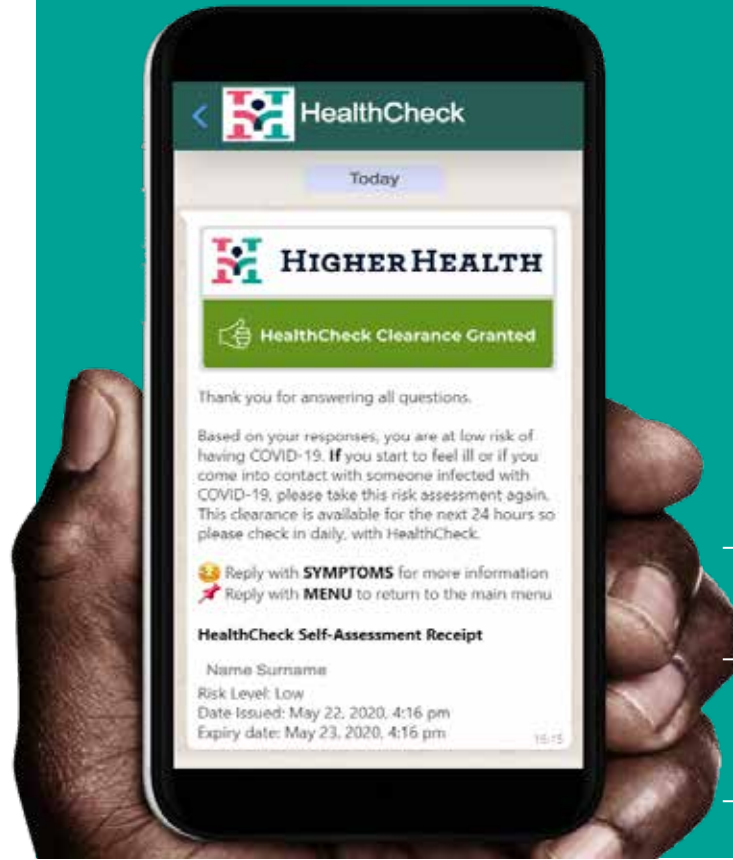 HealthCheck
Today
HIGHER HEALTH
HealthCheck Clearance Granted
Thank you for answering all questions.
Based on your responses, you are at low risk of
having COVID-19. If you start to feel ill or if you
come into contact with someone infected with
COVID-19, please take this risk assessment again.
This clearance is available for the next 24 hours so
please check in daily, with HealthCheck.
Reply with SYMPTOMS for more information
Reply with MENU to return to the main menu
HealthCheck Self-Assessment Receipt
Name Surname
Risk Level: Low
Date Issued: May 22, 2020, 4:16 pm
Expiry date: May 23, 2020, 4:16 pm